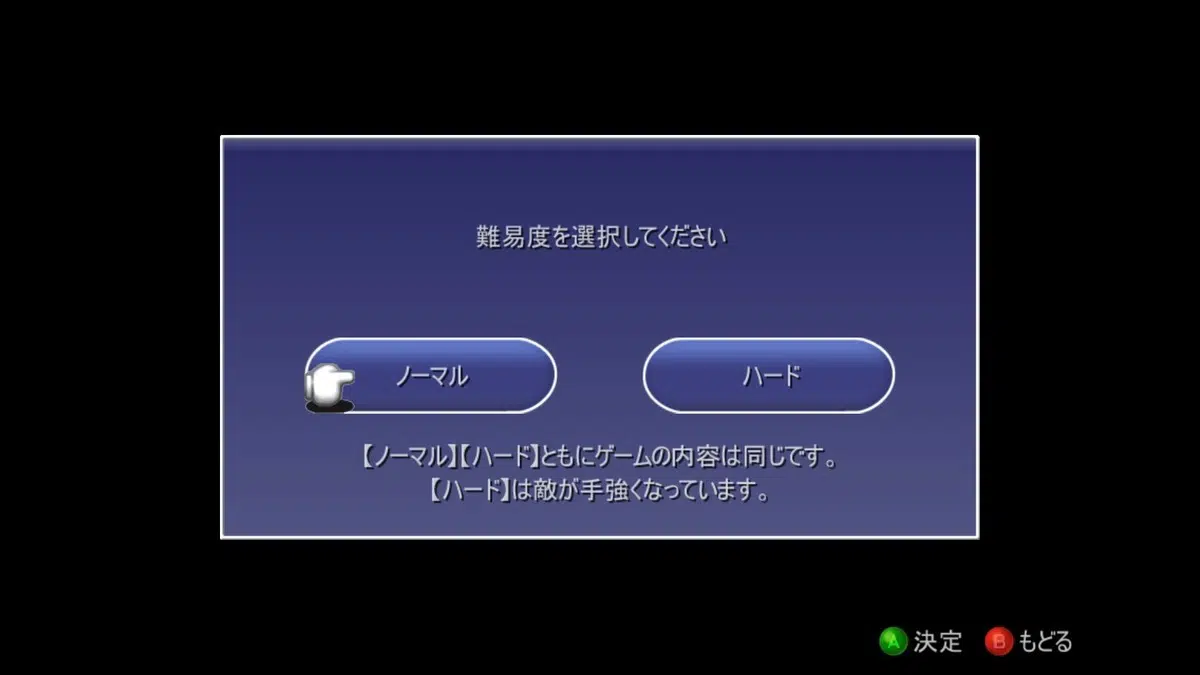 難易度を選択してください
ノーマル ハード
【ノーマル】【ハード】ともにゲームの内容は同じです。
【ハード】は敵が手強くなっています。
A 決定 B もどる